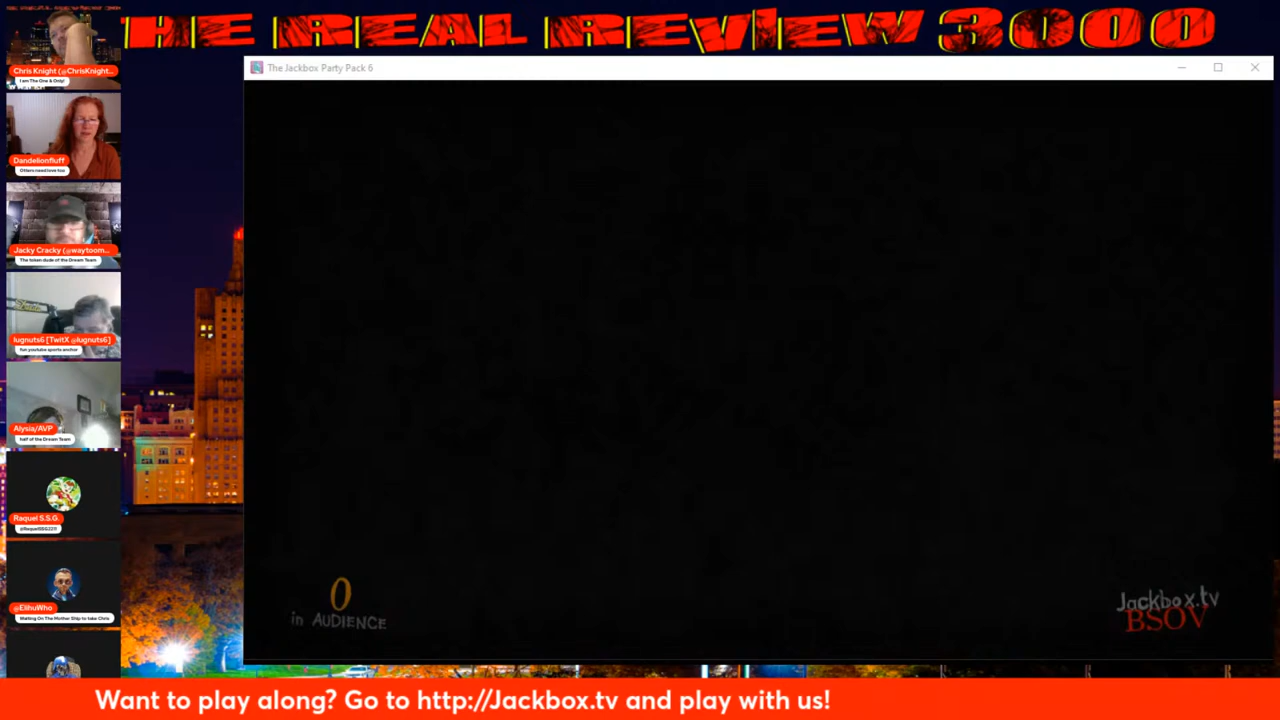 THE REAL REVIEW 3000
The Jackbox Party Pack 6
Chris Knight (@ChrisKnight...
I am The One & Only!
Dandelionfluff
Otters need love too
Jacky Cracky (@waytoom...
The token dude of the Dream Team
lugnuts6 [TwitX @lugnuts6]
fun youtube sports anchor
Alysia/AVP
half of the Dream Team
Raquel S.S.G.
@RaquelSSG2211
@ElihuWho
Waiting On The Mother Ship to take Chris
0
in AUDIENCE
Jackbox.tv
BSOV
Want to play along? Go to http://Jackbox.tv and play with us!